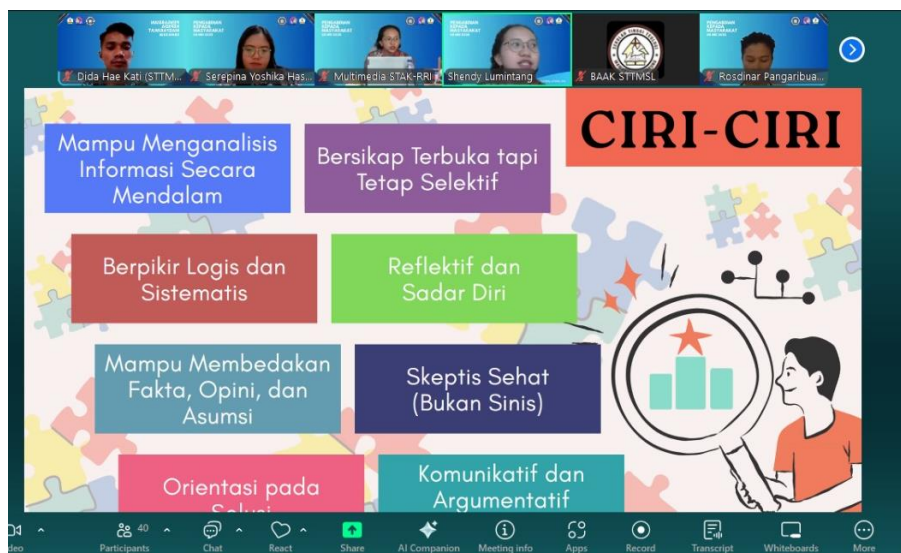 Dida Hae Kati (STTM...
Serepina Yoshika Has...
Multimedia STAK-RRI
Shendy Lumintang
BAAK STTMSL
Rosdinar Pangaribua...
CIRI-CIRI
Mampu Menganalisis
Informasi Secara
Mendalam
Bersikap Terbuka tapi
Tetap Selektif
Berpikir Logis dan
Sistematis
Reflektif dan
Sadar Diri
Mampu Membedakan
Fakta, Opini, dan
Asumsi
Skeptis Sehat
(Bukan Sinis)
Orientasi pada
Solusi
Komunikatif dan
Argumentatif
deo
40
Participants
Chat
React
Share
AI Companion
Meeting info
Apps
Record
Transcript
Whiteboards
More